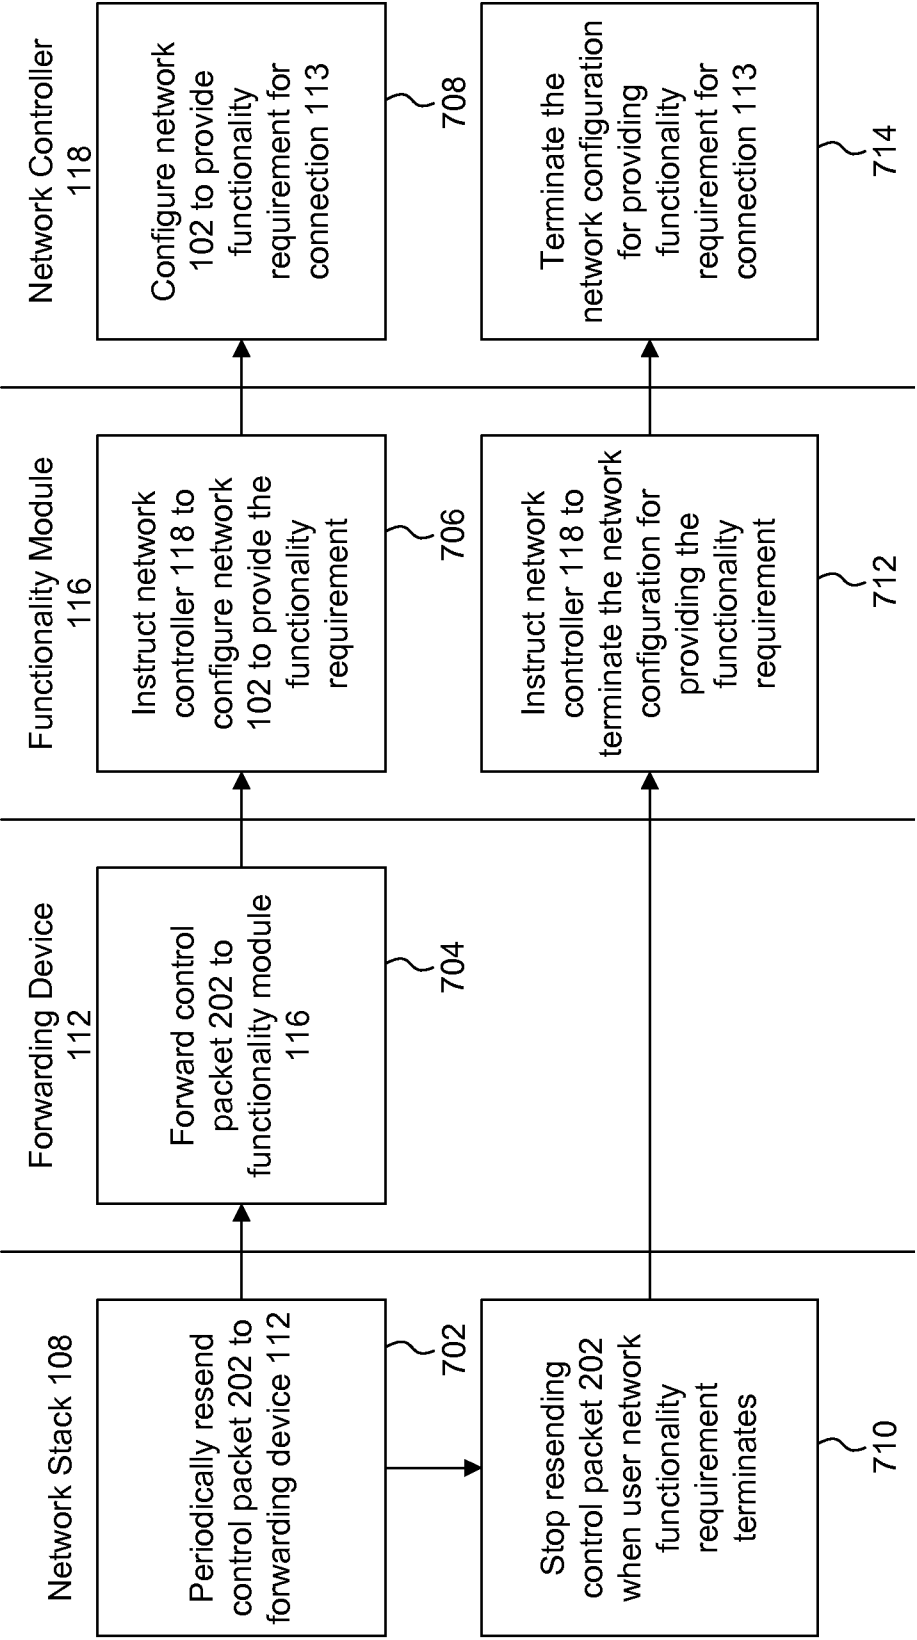 Network Stack 108
Forwarding Device
112
Functionality Module
116
Network Controller
118
Periodically resend
control packet 202 to
forwarding device 112
702
Forward control
packet 202 to
functionality module
116
704
Instruct network
controller 118 to
configure network
102 to provide the
functionality
requirement
706
Configure network
102 to provide
functionality
requirement for
connection 113
708
Stop resending
control packet 202
when user network
functionality
requirement
terminates
710
Instruct network
controller 118 to
terminate the network
configuration for
providing the
functionality
requirement
712
Terminate the
network configuration
for providing
functionality
requirement for
connection 113
714